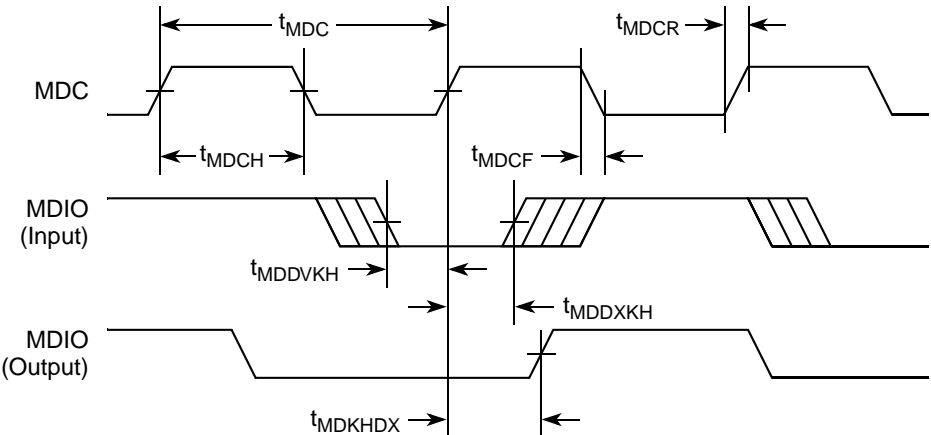 tMDC
tMDCR
MDC
tMDCH
tMDCF
MDIO
(Input)
tMDDVKH
tMDDXKH
MDIO
(Output)
tMDKHDX